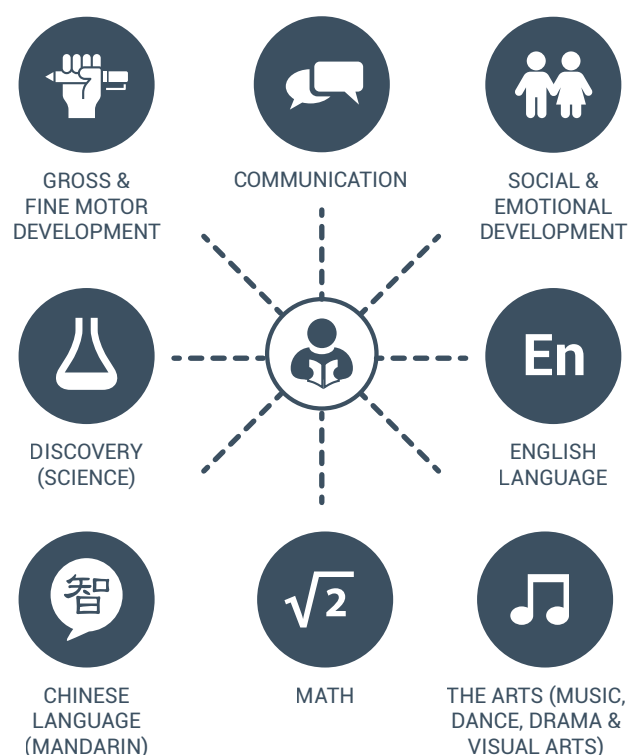 GROSS &
FINE MOTOR
DEVELOPMENT
COMMUNICATION
SOCIAL &
EMOTIONAL
DEVELOPMENT
En
DISCOVERY
(SCIENCE)
ENGLISH
LANGUAGE
智
√2
CHINESE
LANGUAGE
(MANDARIN)
MATH
THE ARTS (MUSIC,
DANCE, DRAMA &
VISUAL ARTS)